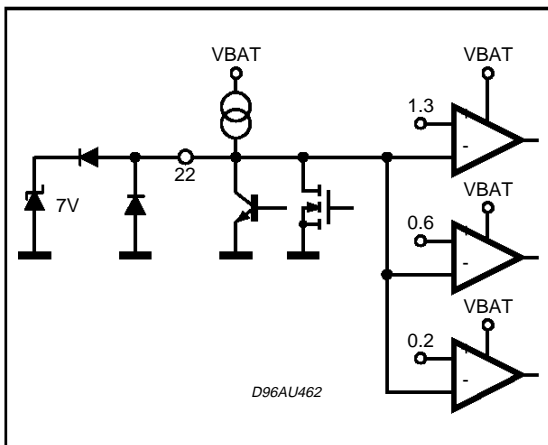 VBAT
VBAT
1.3
+
-
22
7V
VBAT
0.6
+
-
VBAT
0.2
+
-
D96AU462